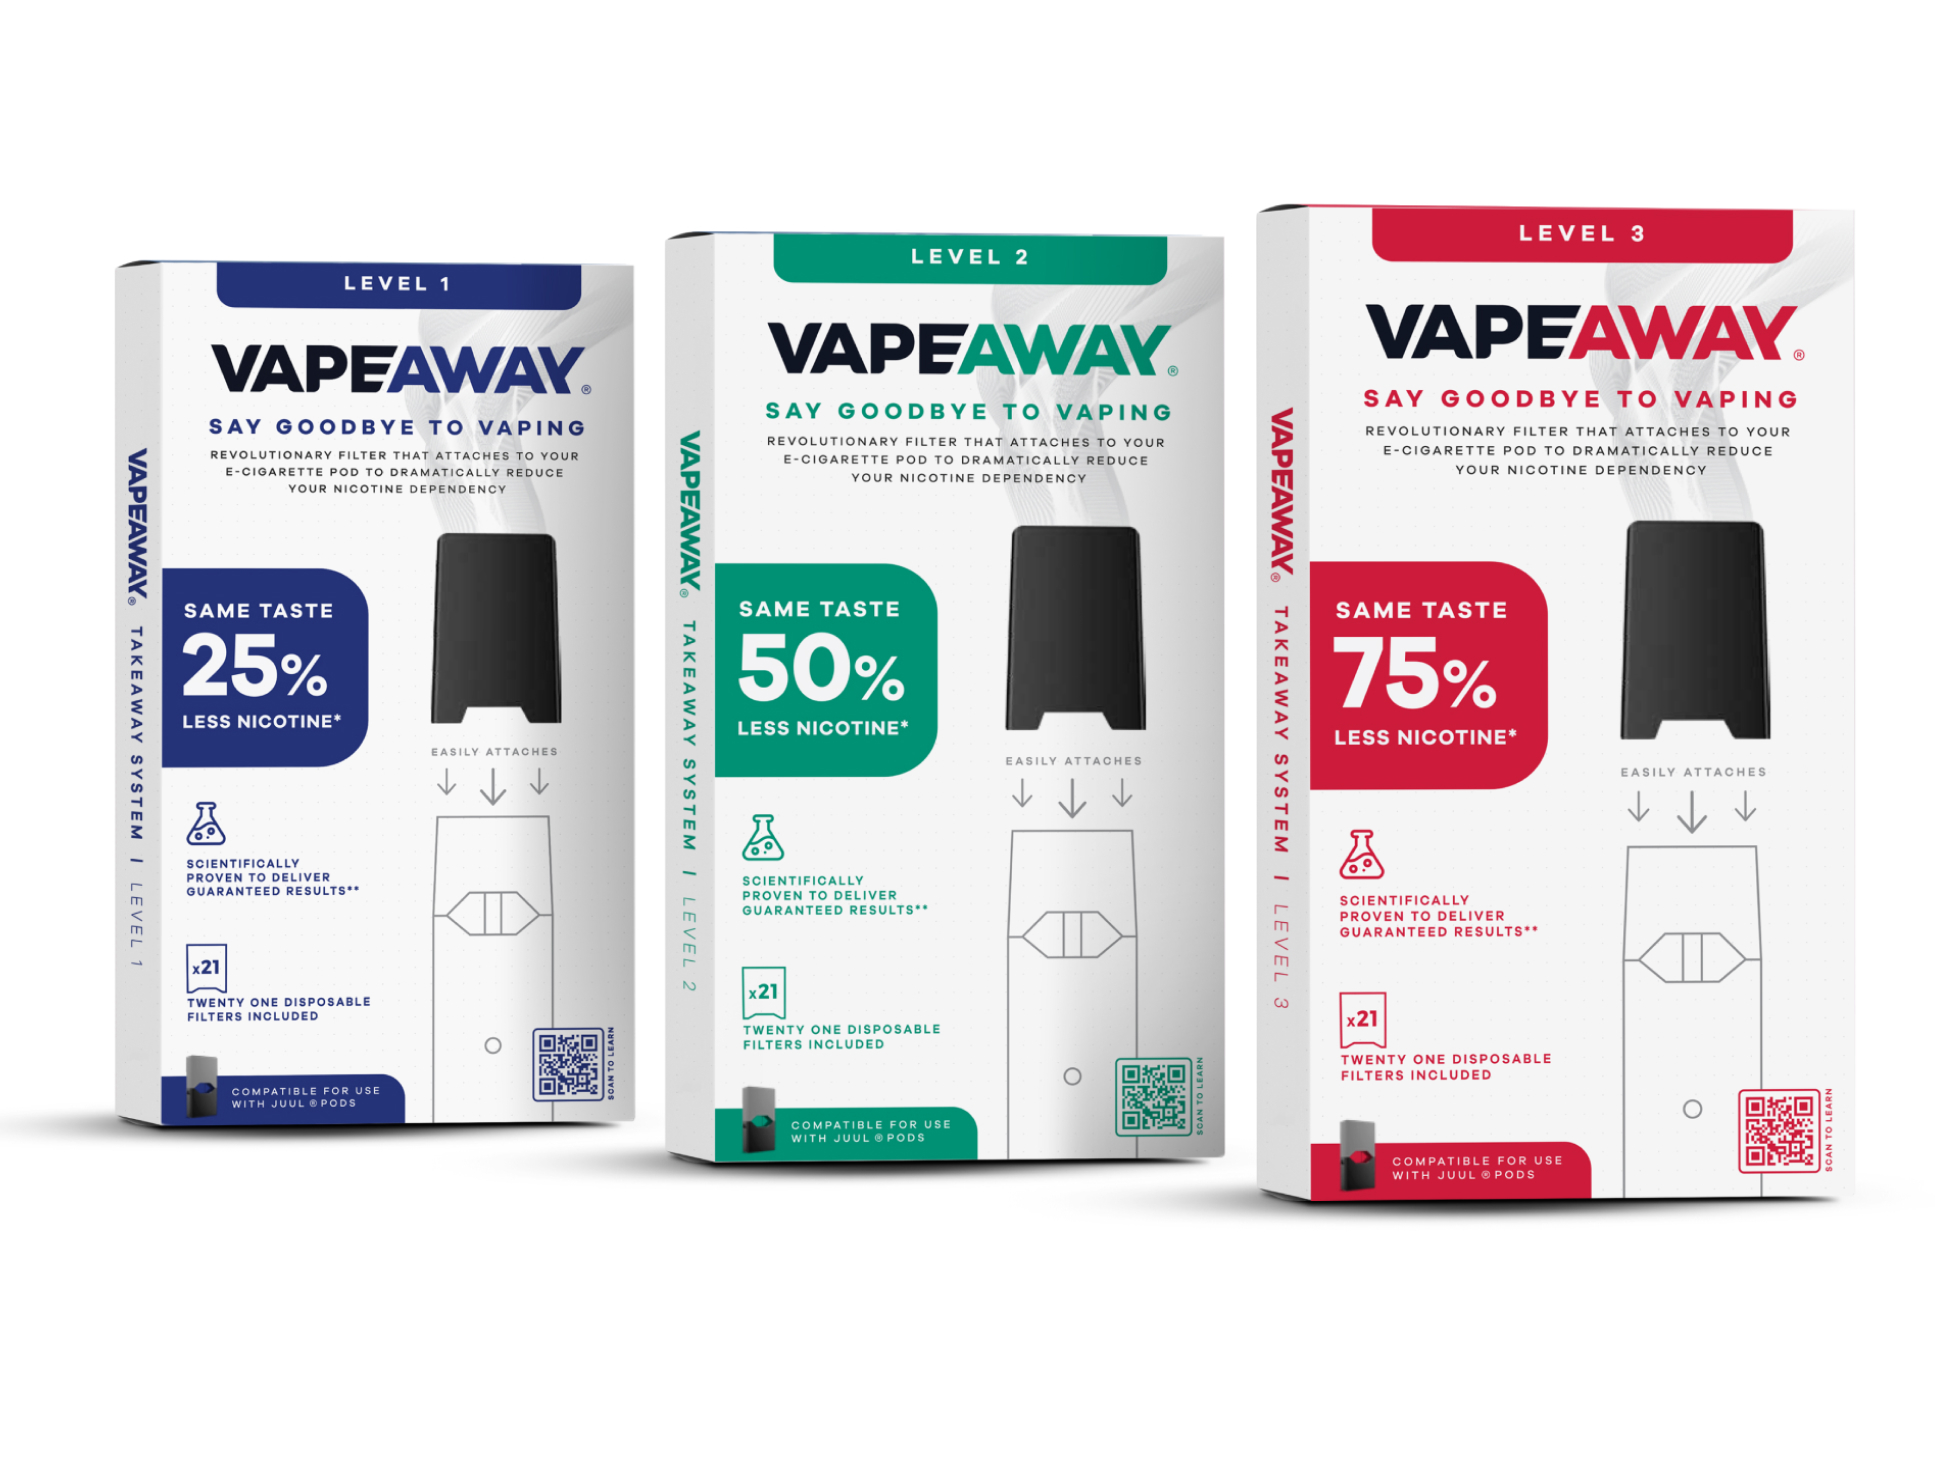 LEVEL 1
VAPEAWAY®
SAY GOODBYE TO VAPING
REVOLUTIONARY FILTER THAT ATTACHES TO YOUR
E-CIGARETTE POD TO DRAMATICALLY REDUCE
YOUR NICOTINE DEPENDENCY
SAME TASTE
25%
LESS NICOTINE*
EASILY ATTACHES
SCIENTIFICALLY
PROVEN TO DELIVER
GUARANTEED RESULTS**
x21
TWENTY ONE DISPOSABLE
FILTERS INCLUDED
COMPATIBLE FOR USE
WITH JUUL ® PODS
SCAN TO LEARN
VAPEAWAY® TAKEAWAY SYSTEM | LEVEL 1
LEVEL 2
VAPEAWAY®
SAY GOODBYE TO VAPING
REVOLUTIONARY FILTER THAT ATTACHES TO YOUR
E-CIGARETTE POD TO DRAMATICALLY REDUCE
YOUR NICOTINE DEPENDENCY
SAME TASTE
50%
LESS NICOTINE*
EASILY ATTACHES
SCIENTIFICALLY
PROVEN TO DELIVER
GUARANTEED RESULTS**
x21
TWENTY ONE DISPOSABLE
FILTERS INCLUDED
COMPATIBLE FOR USE
WITH JUUL ® PODS
SCAN TO LEARN
VAPEAWAY® TAKEAWAY SYSTEM | LEVEL 2
LEVEL 3
VAPEAWAY®
SAY GOODBYE TO VAPING
REVOLUTIONARY FILTER THAT ATTACHES TO YOUR
E-CIGARETTE POD TO DRAMATICALLY REDUCE
YOUR NICOTINE DEPENDENCY
SAME TASTE
75%
LESS NICOTINE*
EASILY ATTACHES
SCIENTIFICALLY
PROVEN TO DELIVER
GUARANTEED RESULTS**
x21
TWENTY ONE DISPOSABLE
FILTERS INCLUDED
COMPATIBLE FOR USE
WITH JUUL ® PODS
SCAN TO LEARN
VAPEAWAY® TAKEAWAY SYSTEM | LEVEL 3